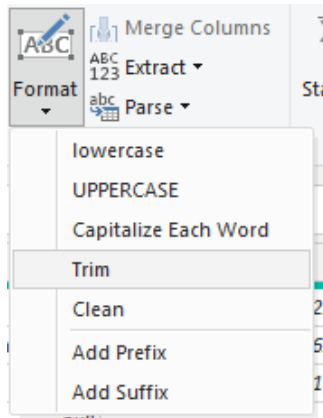 ABC
Merge Columns
ABC
123 Extract
Format
abc Parse
lowercase
UPPERCASE
Capitalize Each Word
Trim
Clean
Add Prefix
Add Suffix